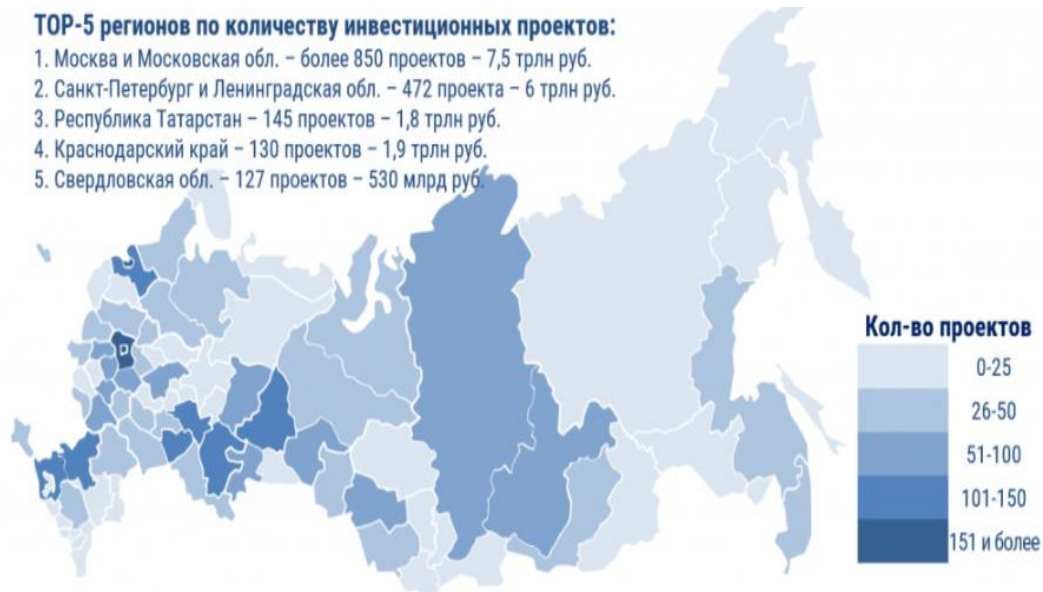 TOP-5 регионов по количеству инвестиционных проектов:
1. Москва и Московская обл. – более 850 проектов – 7,5 трлн руб.
2. Санкт-Петербург и Ленинградская обл. – 472 проекта – 6 трлн руб.
3. Республика Татарстан – 145 проектов – 1,8 трлн руб.
4. Краснодарский край – 130 проектов – 1,9 трлн руб.
5. Свердловская обл. – 127 проектов – 530 млрд руб.
Кол-во проектов
0-25
26-50
51-100
101-150
151 и более